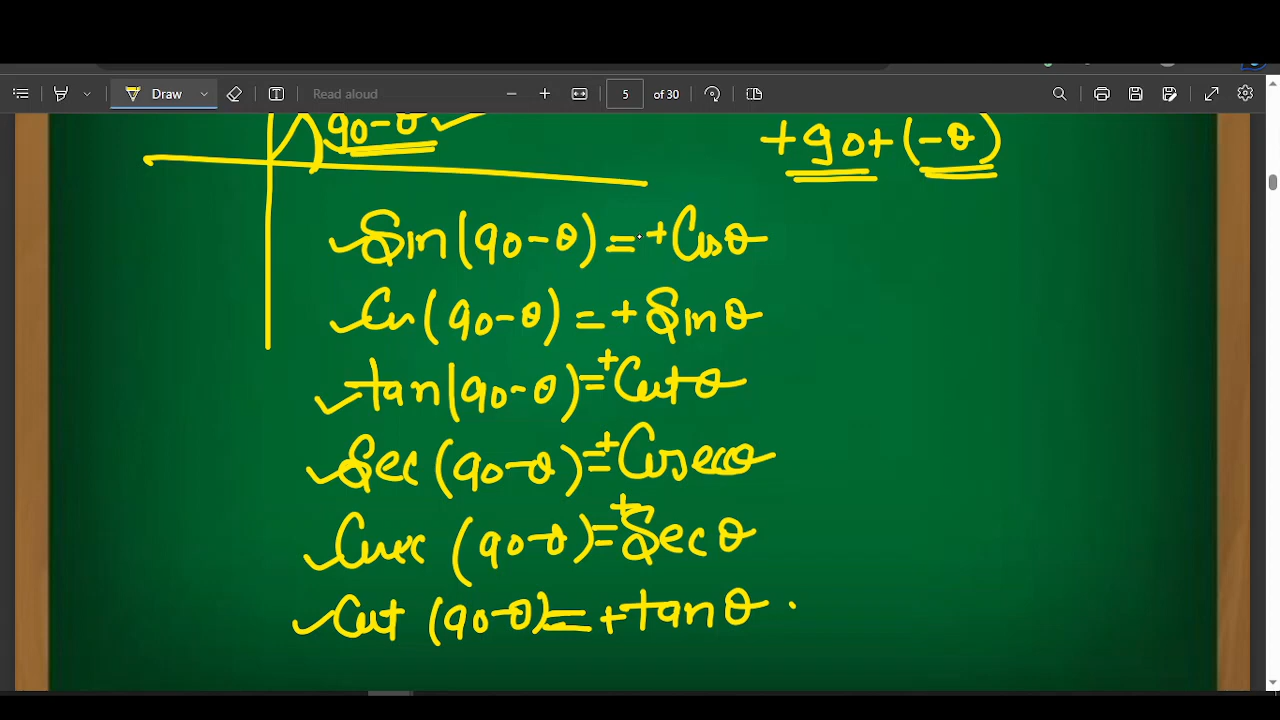 Draw
Read aloud
5 of 30
90-θ
+90+(-θ)
Sin(90-θ)=+Cosθ
Cos(90-θ)=+Sinθ
tan(90-θ)=+Cotθ
Sec(90-θ)=+Cosecθ
Cosec(90-θ)=+Secθ
Cot(90-θ)=+tanθ